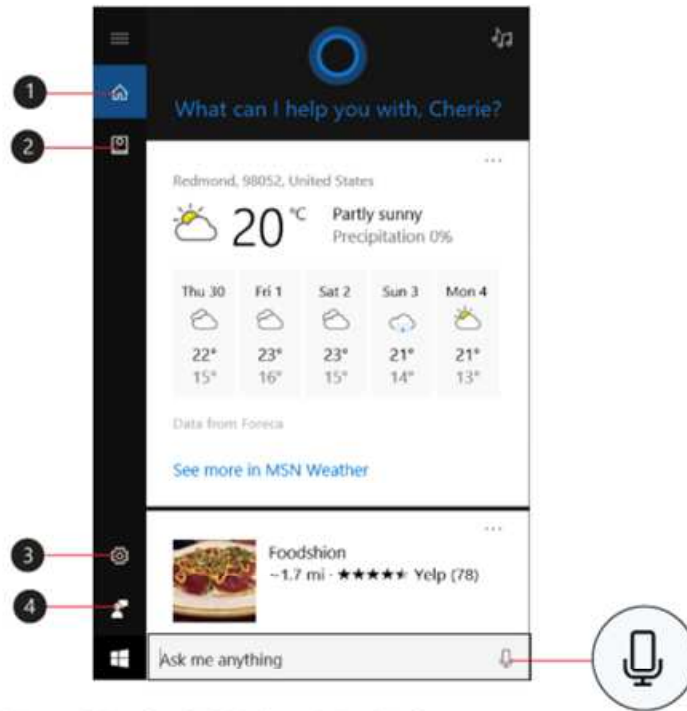 What can I help you with, Cherie?
1
2
Redmond, 98052, United States
20 °C Partly sunny
Precipitation 0%
Thu 30 Fri 1 Sat 2 Sun 3 Mon 4
22° 23° 23° 21° 21°
15° 16° 15° 14° 13°
Data from Foreca
See more in MSN Weather
3
Foodshion
~1.7 mi · ★★★★⯨ Yelp (78)
4
Ask me anything